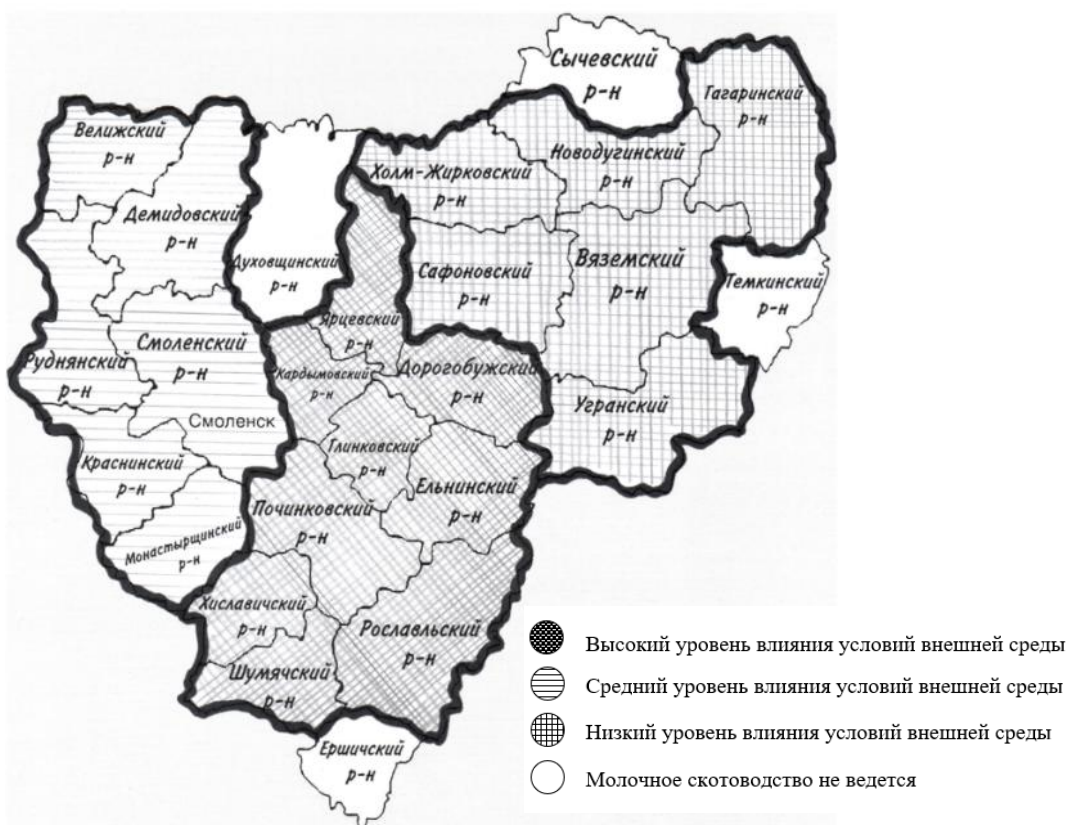 Сычевский
р-н
Гагаринский
р-н
Велижский
р-н
Новодугинский
р-н
Холм-Жирковский
р-н
Демидовский
р-н
Духовщинский
р-н
Сафоновский
р-н
Вяземский
р-н
Темкинский
р-н
Ярцевский
р-н
Смоленский
р-н
Руднянский
р-н
Кардымовский
р-н
Дорогобужский
р-н
Угранский
р-н
Смоленск
Глинковский
р-н
Краснинский
р-н
Ельнинский
р-н
Починковский
р-н
Монастырщинский
р-н
Хиславичский
р-н
Рославльский
р-н
Шумячский
р-н
Ершичский
р-н
Высокий уровень влияния условий внешней среды
Средний уровень влияния условий внешней среды
Низкий уровень влияния условий внешней среды
Молочное скотоводство не ведется